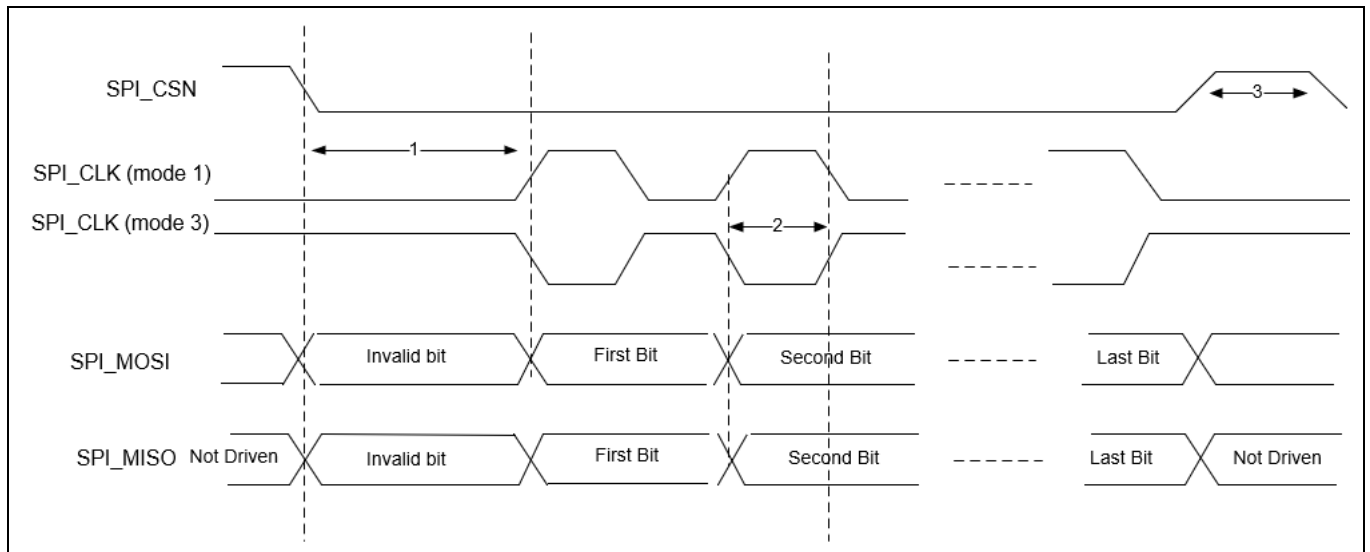 SPI_CSN
3
1
SPI_CLK (mode 1)
SPI_CLK (mode 3)
2
SPI_MOSI
Invalid bit
First Bit
Second Bit
Last Bit
SPI_MISO
Not Driven
Invalid bit
First Bit
Second Bit
Last Bit
Not Driven